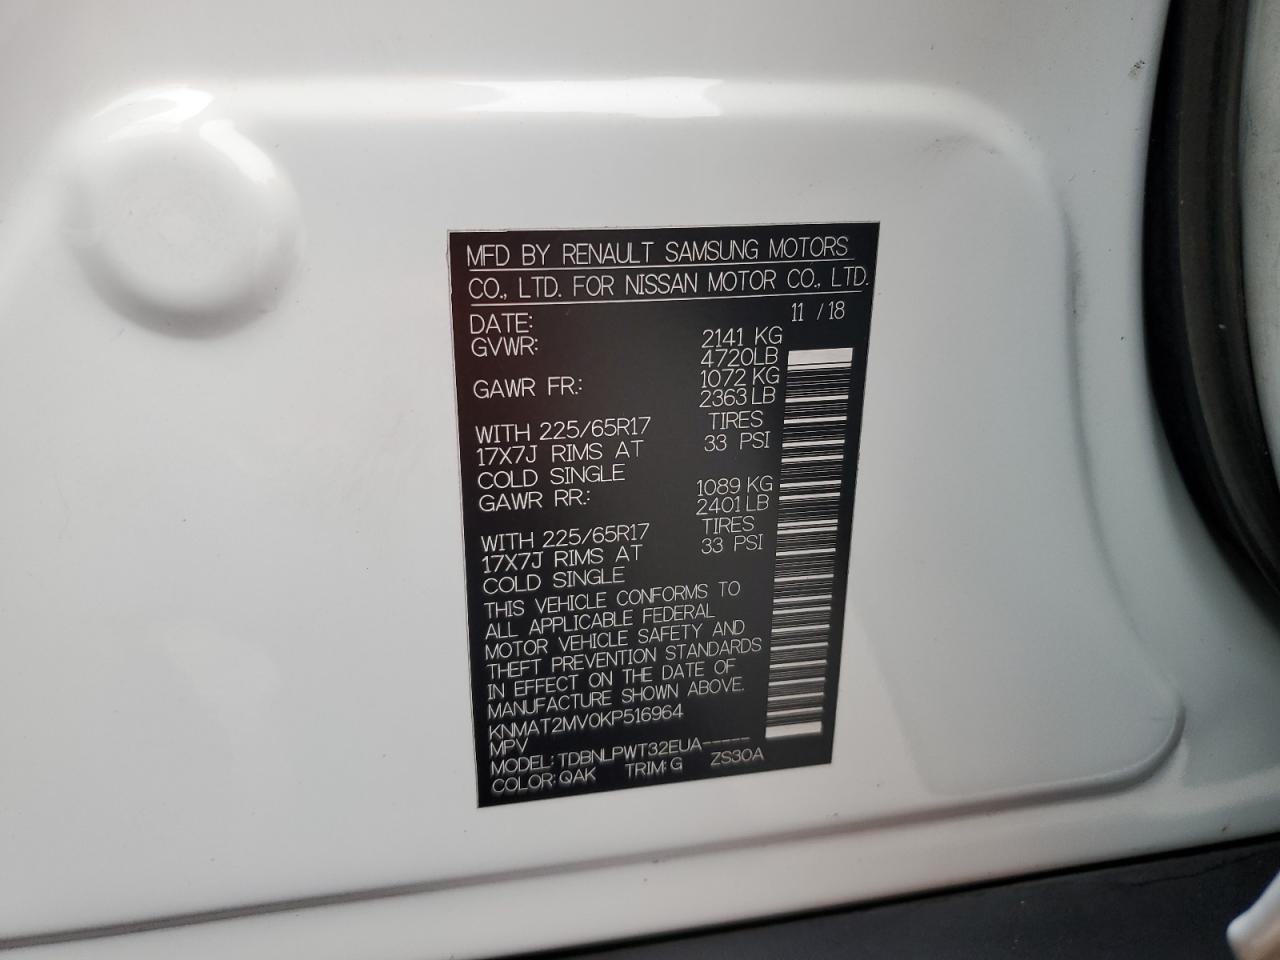 MFD BY RENAULT SAMSUNG MOTORS
CO., LTD. FOR NISSAN MOTOR CO., LTD.
DATE: 11 / 18
GVWR: 2141 KG
4720LB
GAWR FR.: 1072 KG
2363 LB
WITH 225/65R17 TIRES
17X7J RIMS AT 33 PSI
COLD SINGLE
GAWR RR.: 1089 KG
2401 LB
WITH 225/65R17 TIRES
17X7J RIMS AT 33 PSI
COLD SINGLE
THIS VEHICLE CONFORMS TO
ALL APPLICABLE FEDERAL
MOTOR VEHICLE SAFETY AND
THEFT PREVENTION STANDARDS
IN EFFECT ON THE DATE OF
MANUFACTURE SHOWN ABOVE.
KNMAT2MV0KP516964
MPV
MODEL: TDBNLPWT32EUA-----
COLOR: QAK TRIM: G ZS30A